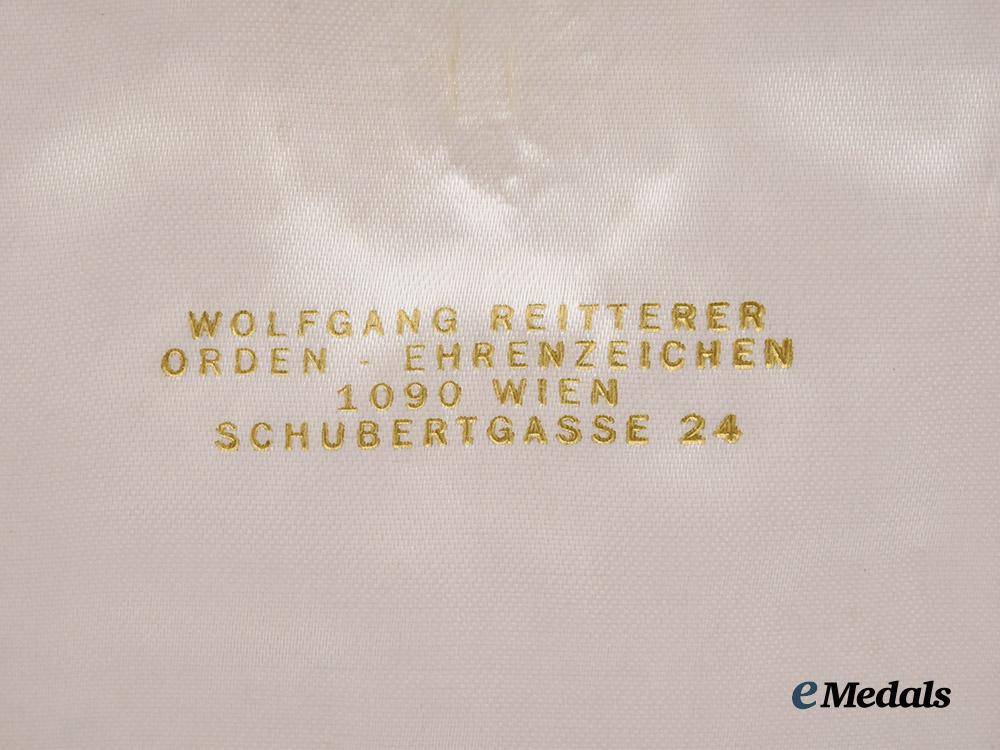 WOLFGANG REITTERER
ORDEN - EHRENZEICHEN
1090 WIEN
SCHUBERTGASSE 24
eMedals